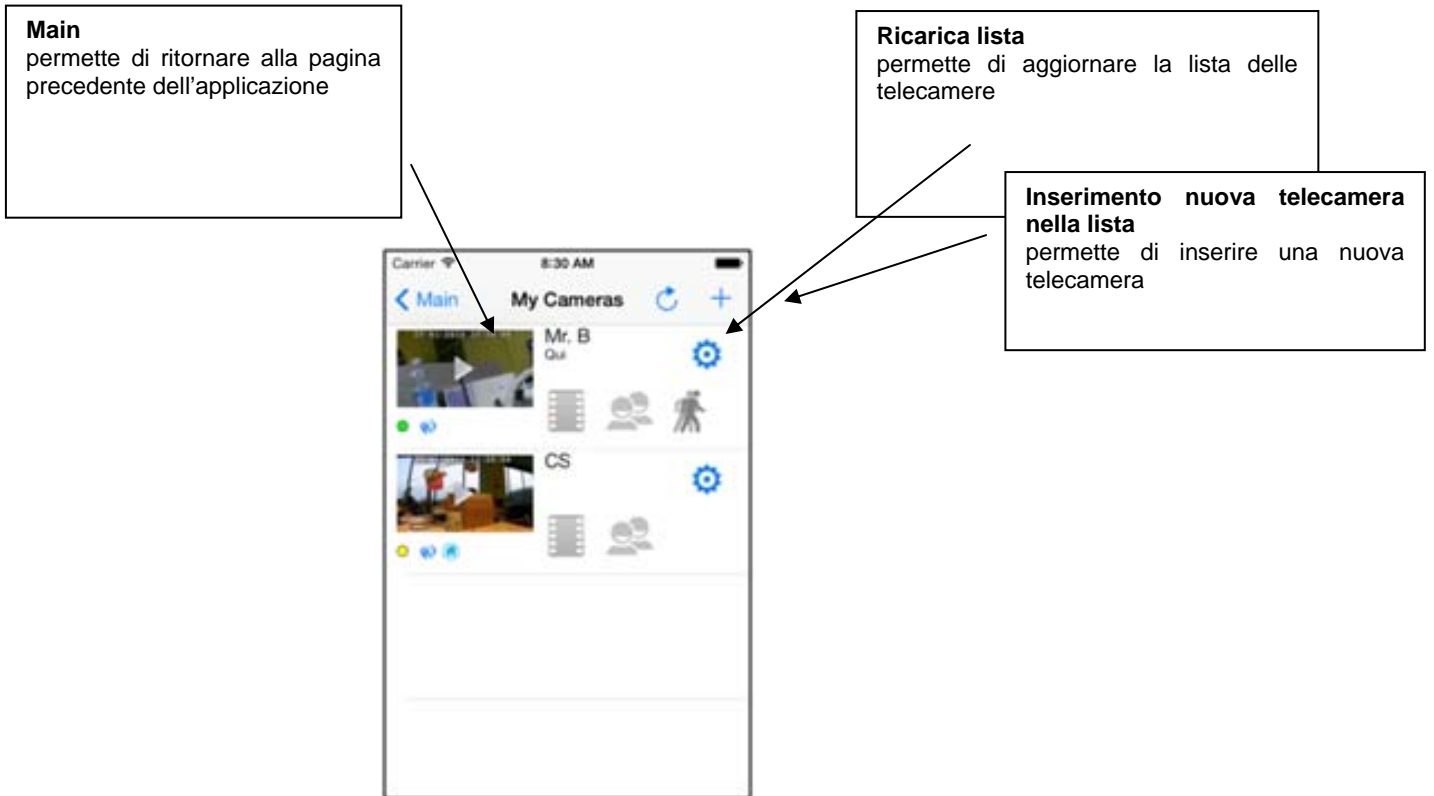 Main
permette di ritornare alla pagina
precedente dell'applicazione
Ricarica lista
permette di aggiornare la lista delle
telecamere
Inserimento nuova telecamera
nella lista
permette di inserire una nuova
telecamera
Carrier 8:30 AM
Main My Cameras
Mr. B
Qui
CS